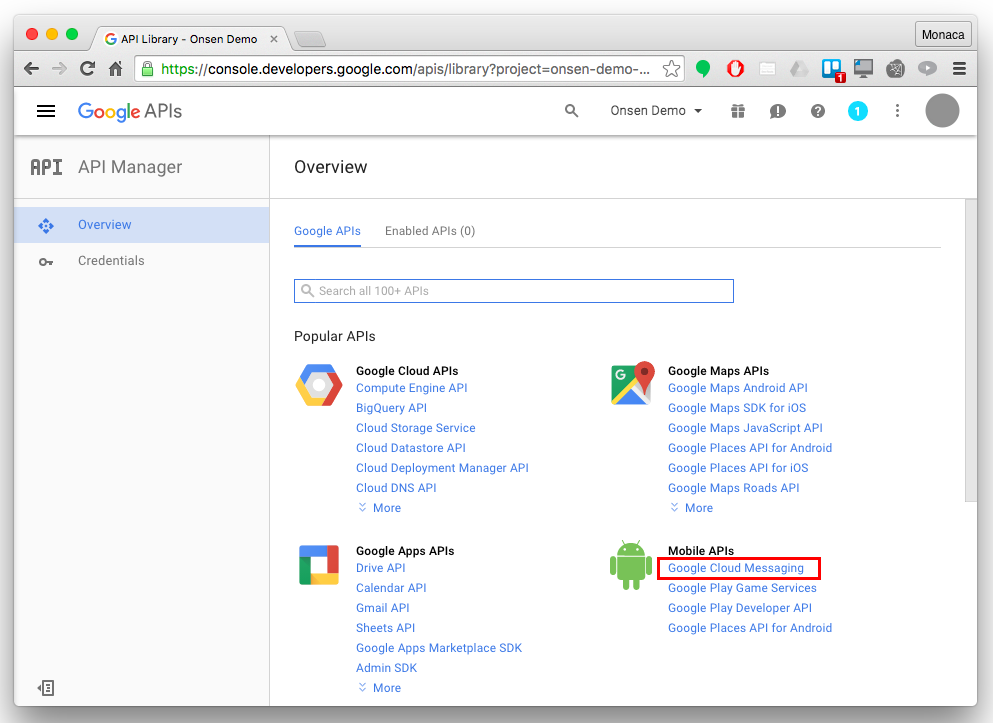 API Library - Onsen Demo
Monaca
https://console.developers.google.com/apis/library?project=onsen-demo-...
1
Google APIs
Onsen Demo
1
API API Manager
Overview
Overview
Credentials
Google APIs
Enabled APIs (0)
Search all 100+ APIs
Popular APIs
Google Cloud APIs
Compute Engine API
BigQuery API
Cloud Storage Service
Cloud Datastore API
Cloud Deployment Manager API
Cloud DNS API
More
G
Google Maps APIs
Google Maps Android API
Google Maps SDK for iOS
Google Maps JavaScript API
Google Places API for Android
Google Places API for iOS
Google Maps Roads API
More
Google Apps APIs
Drive API
Calendar API
Gmail API
Sheets API
Google Apps Marketplace SDK
Admin SDK
More
Mobile APIs
Google Cloud Messaging
Google Play Game Services
Google Play Developer API
Google Places API for Android